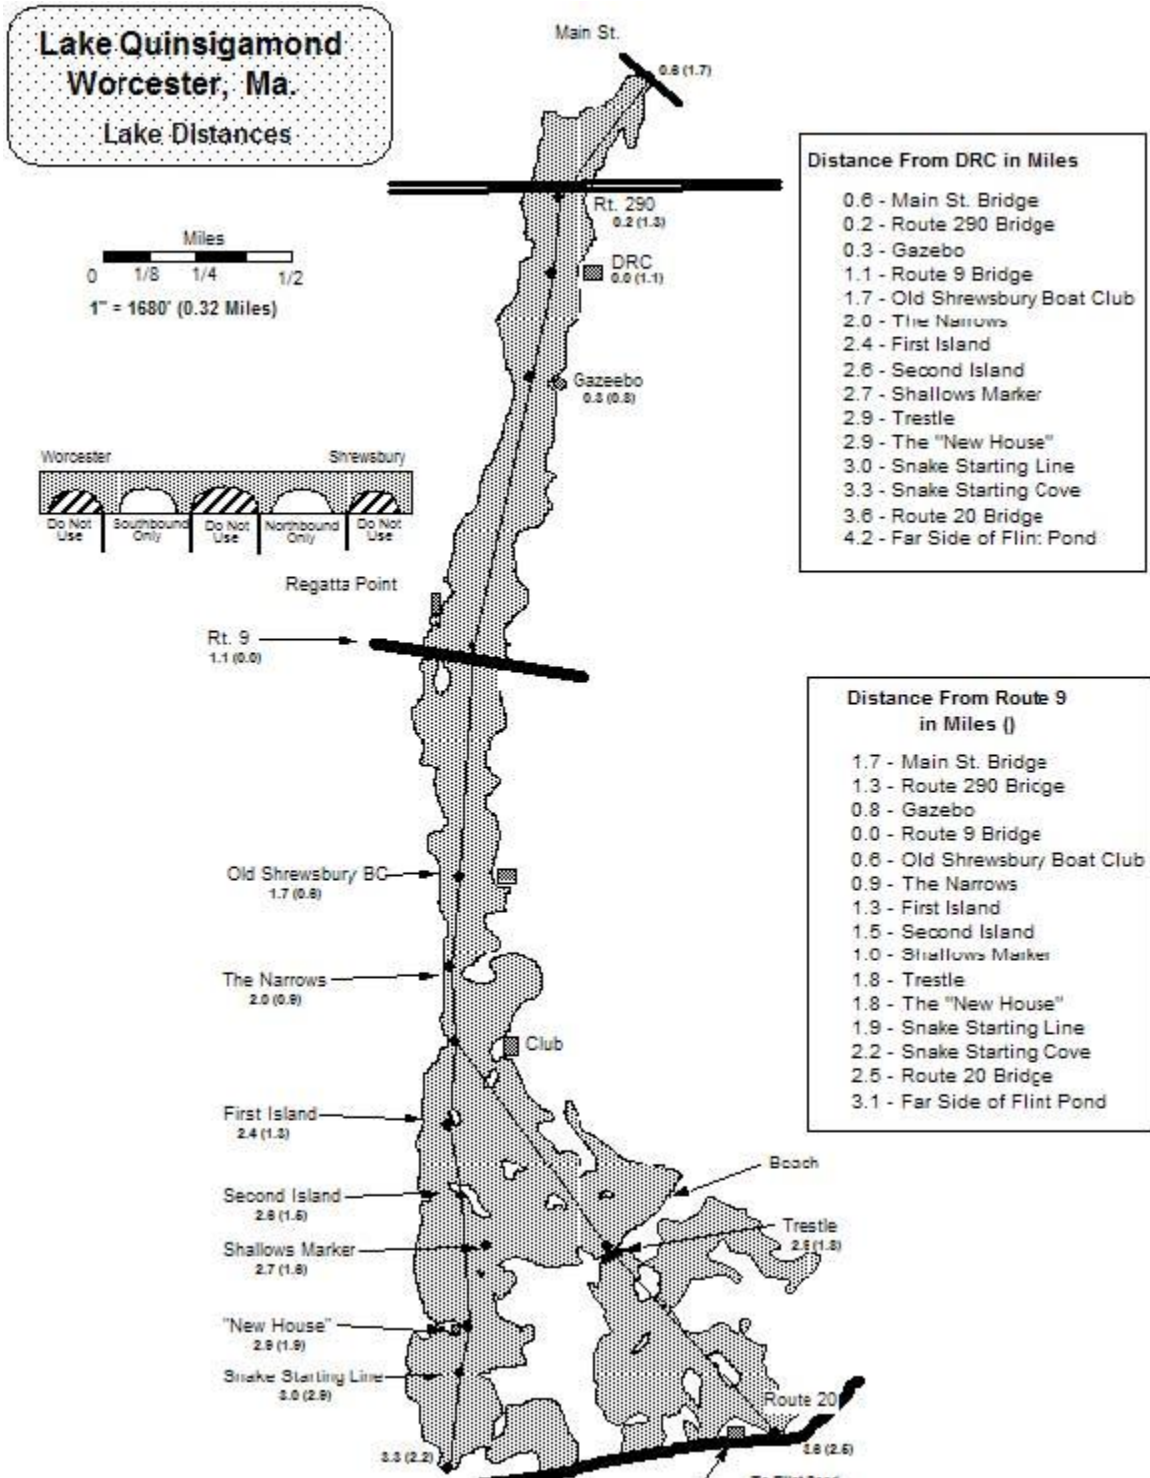 Lake Quinsigamond
Worcester, Ma.
Lake Distances
Main St.
0.6 (1.7)
Miles
0 1/8 1/4 1/2
1" = 1680' (0.32 Miles)
Rt. 290
0.2 (1.3)
DRC
0.0 (1.1)
Gazeebo
0.3 (0.8)
Distance From DRC in Miles
0.6 - Main St. Bridge
0.2 - Route 290 Bridge
0.3 - Gazebo
1.1 - Route 9 Bridge
1.7 - Old Shrewsbury Boat Club
2.0 - The Narrows
2.4 - First Island
2.6 - Second Island
2.7 - Shallows Marker
2.9 - Trestle
2.9 - The "New House"
3.0 - Snake Starting Line
3.3 - Snake Starting Cove
3.6 - Route 20 Bridge
4.2 - Far Side of Flint Pond
Worcester Shrewsbury
Do Not Use
Southbound Only
Do Not Use
Northbound Only
Do Not Use
Regatta Point
Rt. 9
1.1 (0.0)
Distance From Route 9
in Miles ()
1.7 - Main St. Bridge
1.3 - Route 290 Bridge
0.8 - Gazebo
0.0 - Route 9 Bridge
0.6 - Old Shrewsbury Boat Club
0.9 - The Narrows
1.3 - First Island
1.5 - Second Island
Shallows Marker
1.8 - Trestle
1.8 - The "New House"
1.9 - Snake Starting Line
2.2 - Snake Starting Cove
2.5 - Route 20 Bridge
3.1 - Far Side of Flint Pond
Old Shrewsbury BC
1.7 (0.6)
The Narrows
2.0 (0.9)
Club
First Island
2.4 (1.3)
Beach
Second Island
2.6 (1.5)
Trestle
Shallows Marker
2.7 (1.6)
"New House"
2.9 (1.9)
Snake Starting Line
3.0 (2.9)
Route 20
3.3 (2.2)
3.6 (2.5)